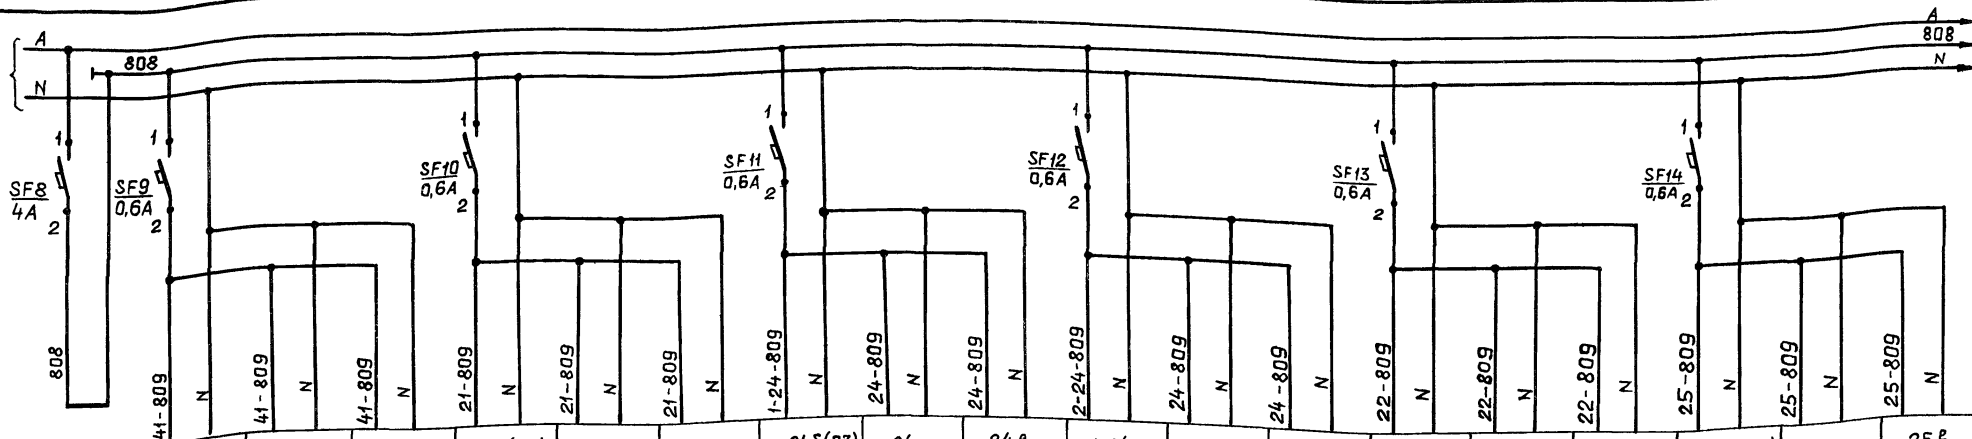 A
A
808
808
N
N
1
SF8
4A
2
1
SF9
0,6A
2
1
SF10
0,6A
2
1
SF11
0,6A
2
1
SF12
0,6A
2
1
SF13
0,6A
2
1
SF14
0,6A
2
808
41-809
N
41-809
N
41-809
N
21-809
N
21-809
N
21-809
N
1-24-809
N
24-809
N
24-809
N
2-24-809
N
24-809
N
24-809
N
22-809
N
22-809
N
22-809
N
25-809
N
25-809
N
25-809
N